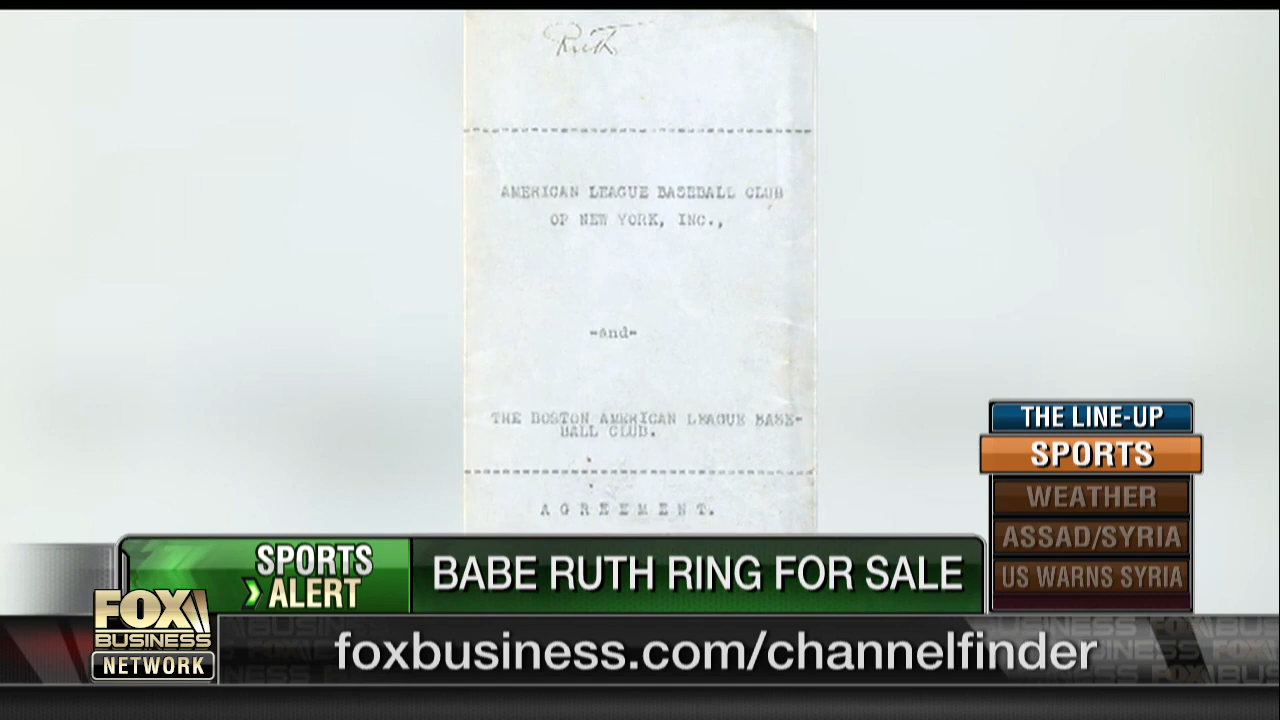 Ruth
AMERICAN LEAGUE BASEBALL CLUB
OF NEW YORK, INC.,
-and-
THE BOSTON AMERICAN LEAGUE BASE-
BALL CLUB.
AGREEMENT.
THE LINE-UP
SPORTS
WEATHER
ASSAD/SYRIA
US WARNS SYRIA
SPORTS
ALERT
BABE RUTH RING FOR SALE
FOX
BUSINESS
NETWORK
foxbusiness.com/channelfinder